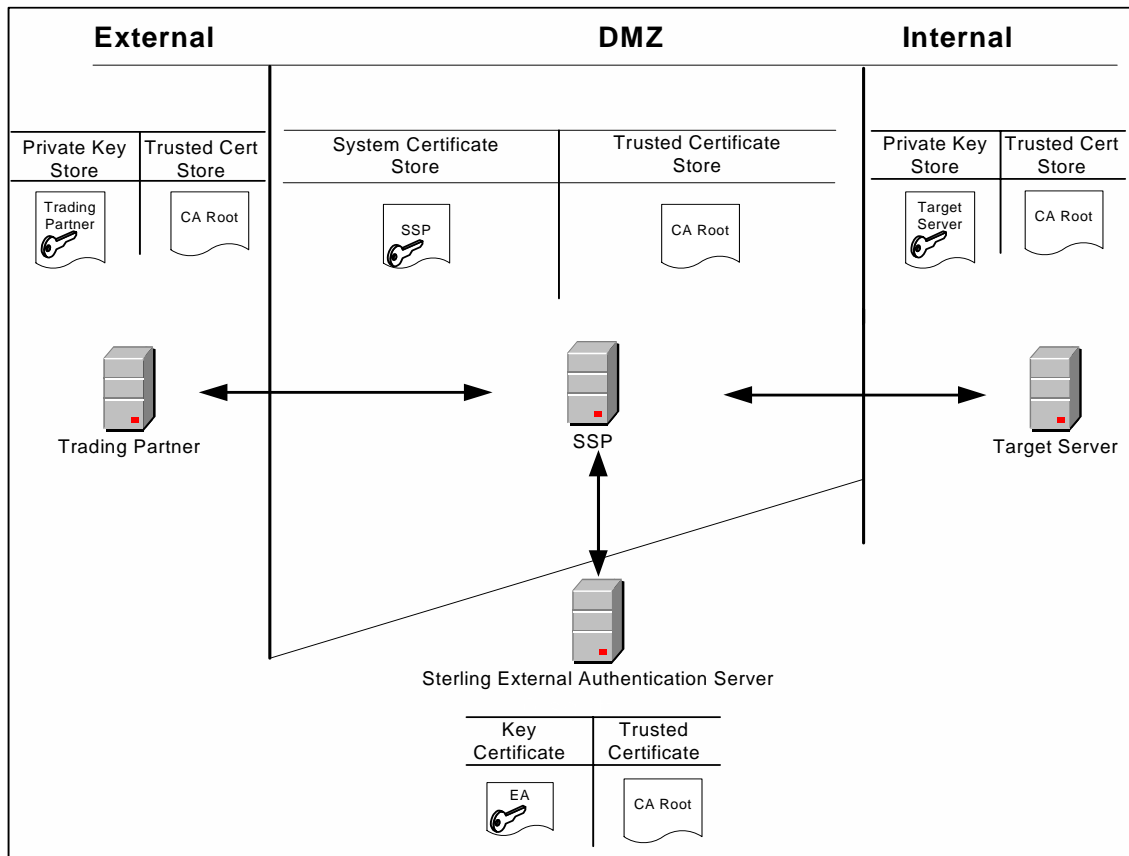 External
DMZ
Internal
Private Key
Store
Trusted Cert
Store
System Certificate
Store
Trusted Certificate
Store
Private Key
Store
Trusted Cert
Store
Trading
Partner
CA Root
SSP
CA Root
Target
Server
CA Root
Trading Partner
SSP
Target Server
Sterling External Authentication Server
Key
Certificate
Trusted
Certificate
EA
CA Root